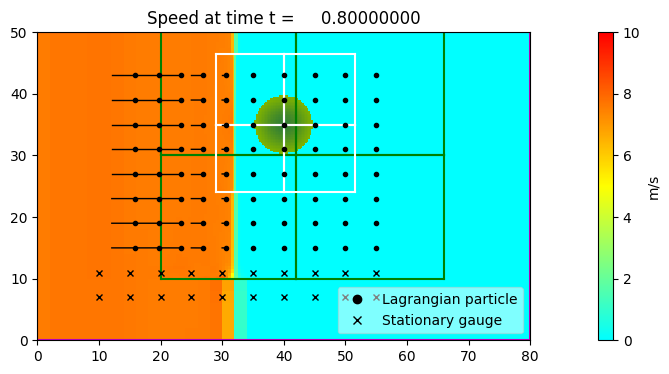 Speed at time t = 0.80000000
50
40
30
20
10
0
0 10 20 30 40 50 60 70 80
Lagrangian particle
Stationary gauge
10
8
6
4
2
0
m/s